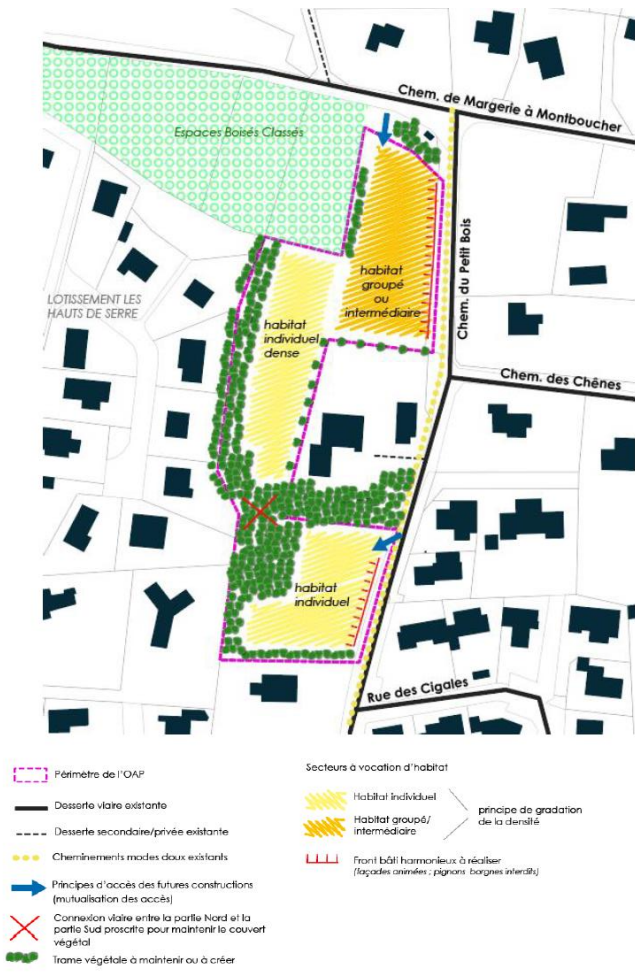 Chem. de Margerie à Montboucher
Espaces Boisés Classés
Chem. du Petit Bois
habitat
groupé
ou
intermédiaire
LOTISSEMENT LES
HAUTS DE SERRE
habitat
individuel
dense
Chem. des Chênes
habitat
individuel
Rue des Cigales
Périmètre de l'OAP
Desserte viaire existante
Desserte secondaire/privée existante
Cheminements modes doux existants
Principes d'accès des futures constructions
(mutualisation des accès)
Connexion viaire entre la partie Nord et la
partie Sud proscrite pour maintenir le couvert
végétal
Trame végétale à maintenir ou à créer
Secteurs à vocation d'habitat
Habitat individuel
Habitat groupé/
intermédiaire
principe de gradation
de la densité
Front bâti harmonieux à réaliser
(façades animées ; pignons borgnes interdits)